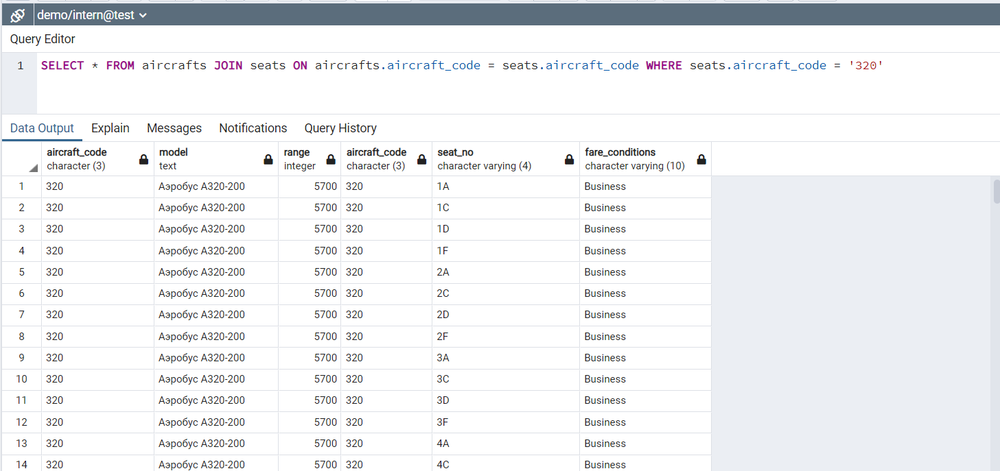 demo/intern@test
Query Editor
1 SELECT * FROM aircrafts JOIN seats ON aircrafts.aircraft_code = seats.aircraft_code WHERE seats.aircraft_code = '320'
Data Output Explain Messages Notifications Query History
aircraft_code model range aircraft_code seat_no fare_conditions
character (3) text integer character (3) character varying (4) character varying (10)
1 320 Аэробус A320-200 5700 320 1A Business
2 320 Аэробус A320-200 5700 320 1C Business
3 320 Аэробус A320-200 5700 320 1D Business
4 320 Аэробус A320-200 5700 320 1F Business
5 320 Аэробус A320-200 5700 320 2A Business
6 320 Аэробус A320-200 5700 320 2C Business
7 320 Аэробус A320-200 5700 320 2D Business
8 320 Аэробус A320-200 5700 320 2F Business
9 320 Аэробус A320-200 5700 320 3A Business
10 320 Аэробус A320-200 5700 320 3C Business
11 320 Аэробус A320-200 5700 320 3D Business
12 320 Аэробус A320-200 5700 320 3F Business
13 320 Аэробус A320-200 5700 320 4A Business
14 320 Аэробус A320-200 5700 320 4C Business